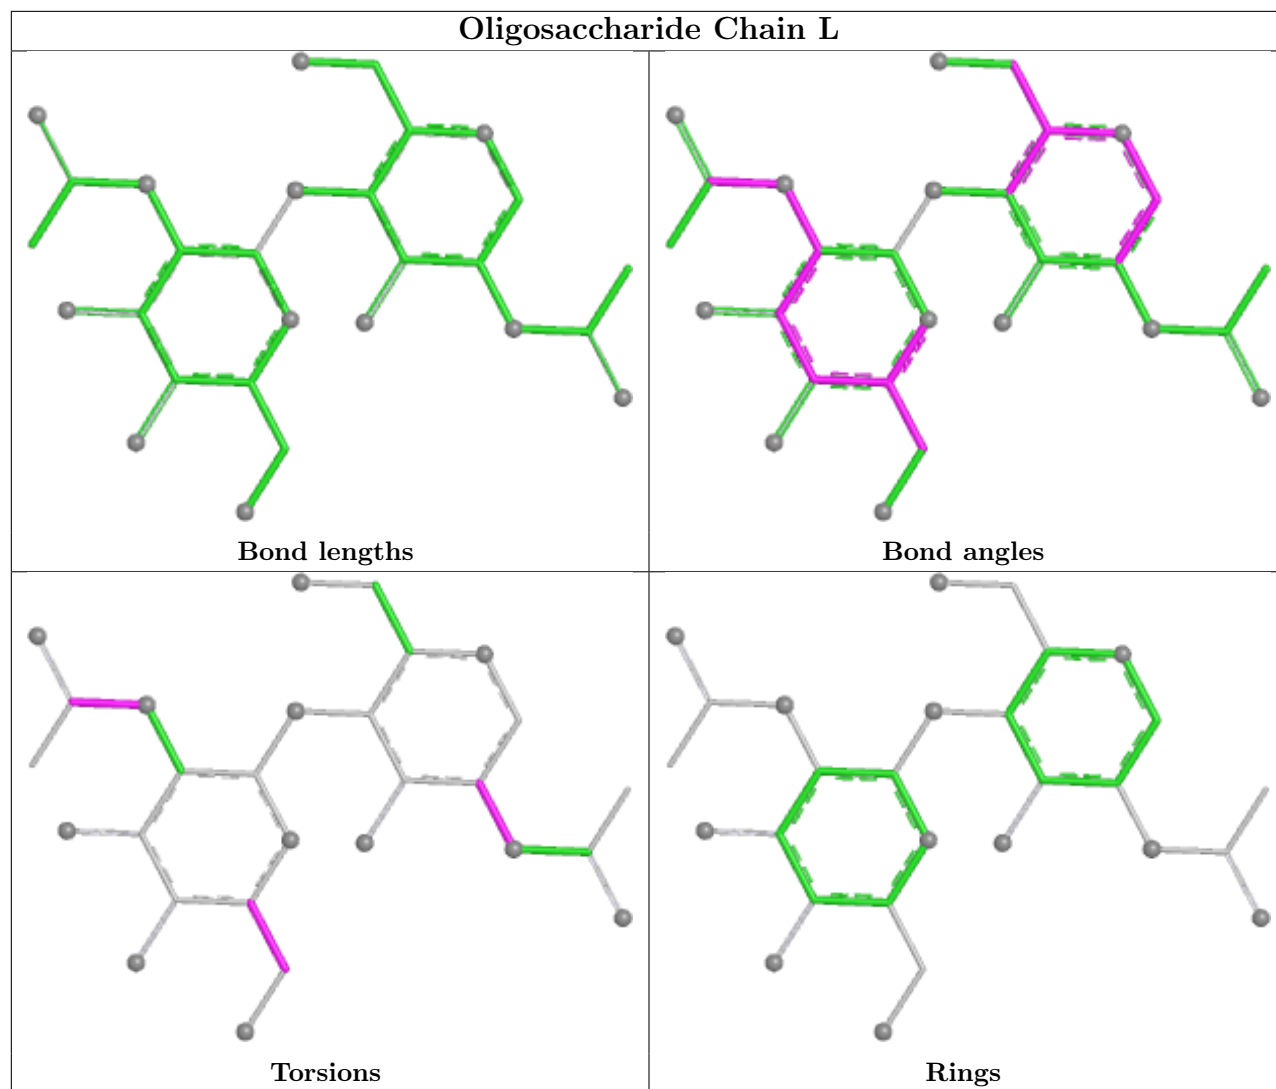 Oligosaccharide Chain L
Bond lengths
Bond angles
Torsions
Rings